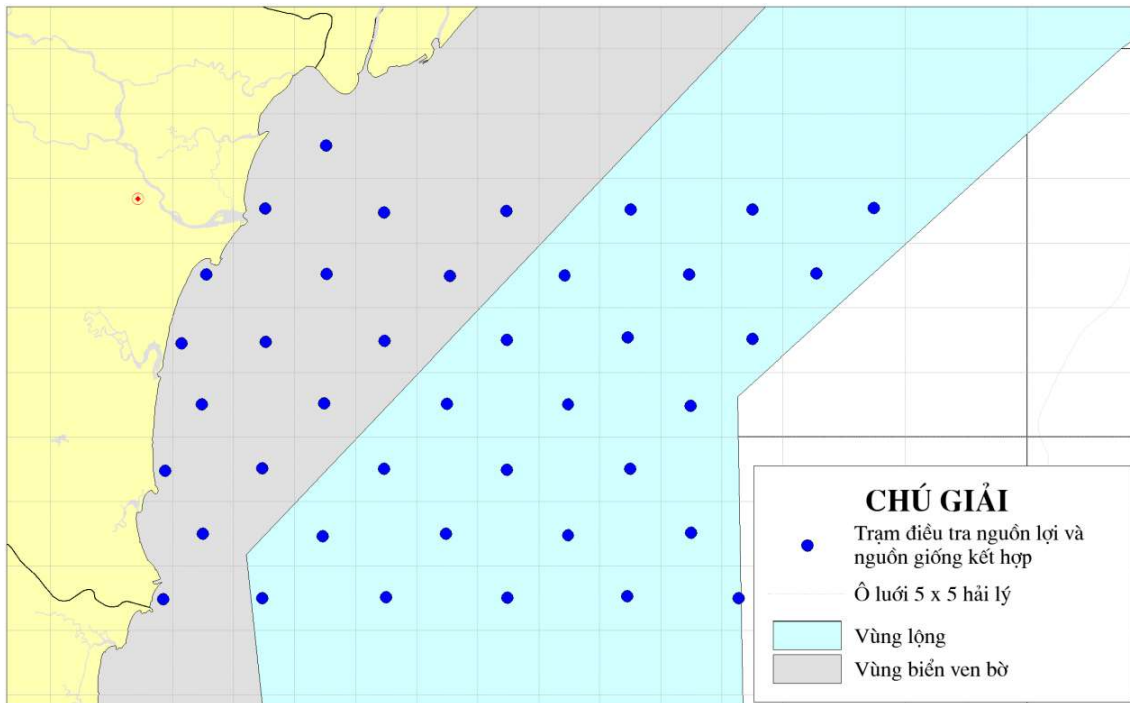 CHÚ GIẢI
Trạm điều tra nguồn lợi và
nguồn giống kết hợp
Ô luới 5 x 5 hải lý
Vùng lộng
Vùng biển ven bờ